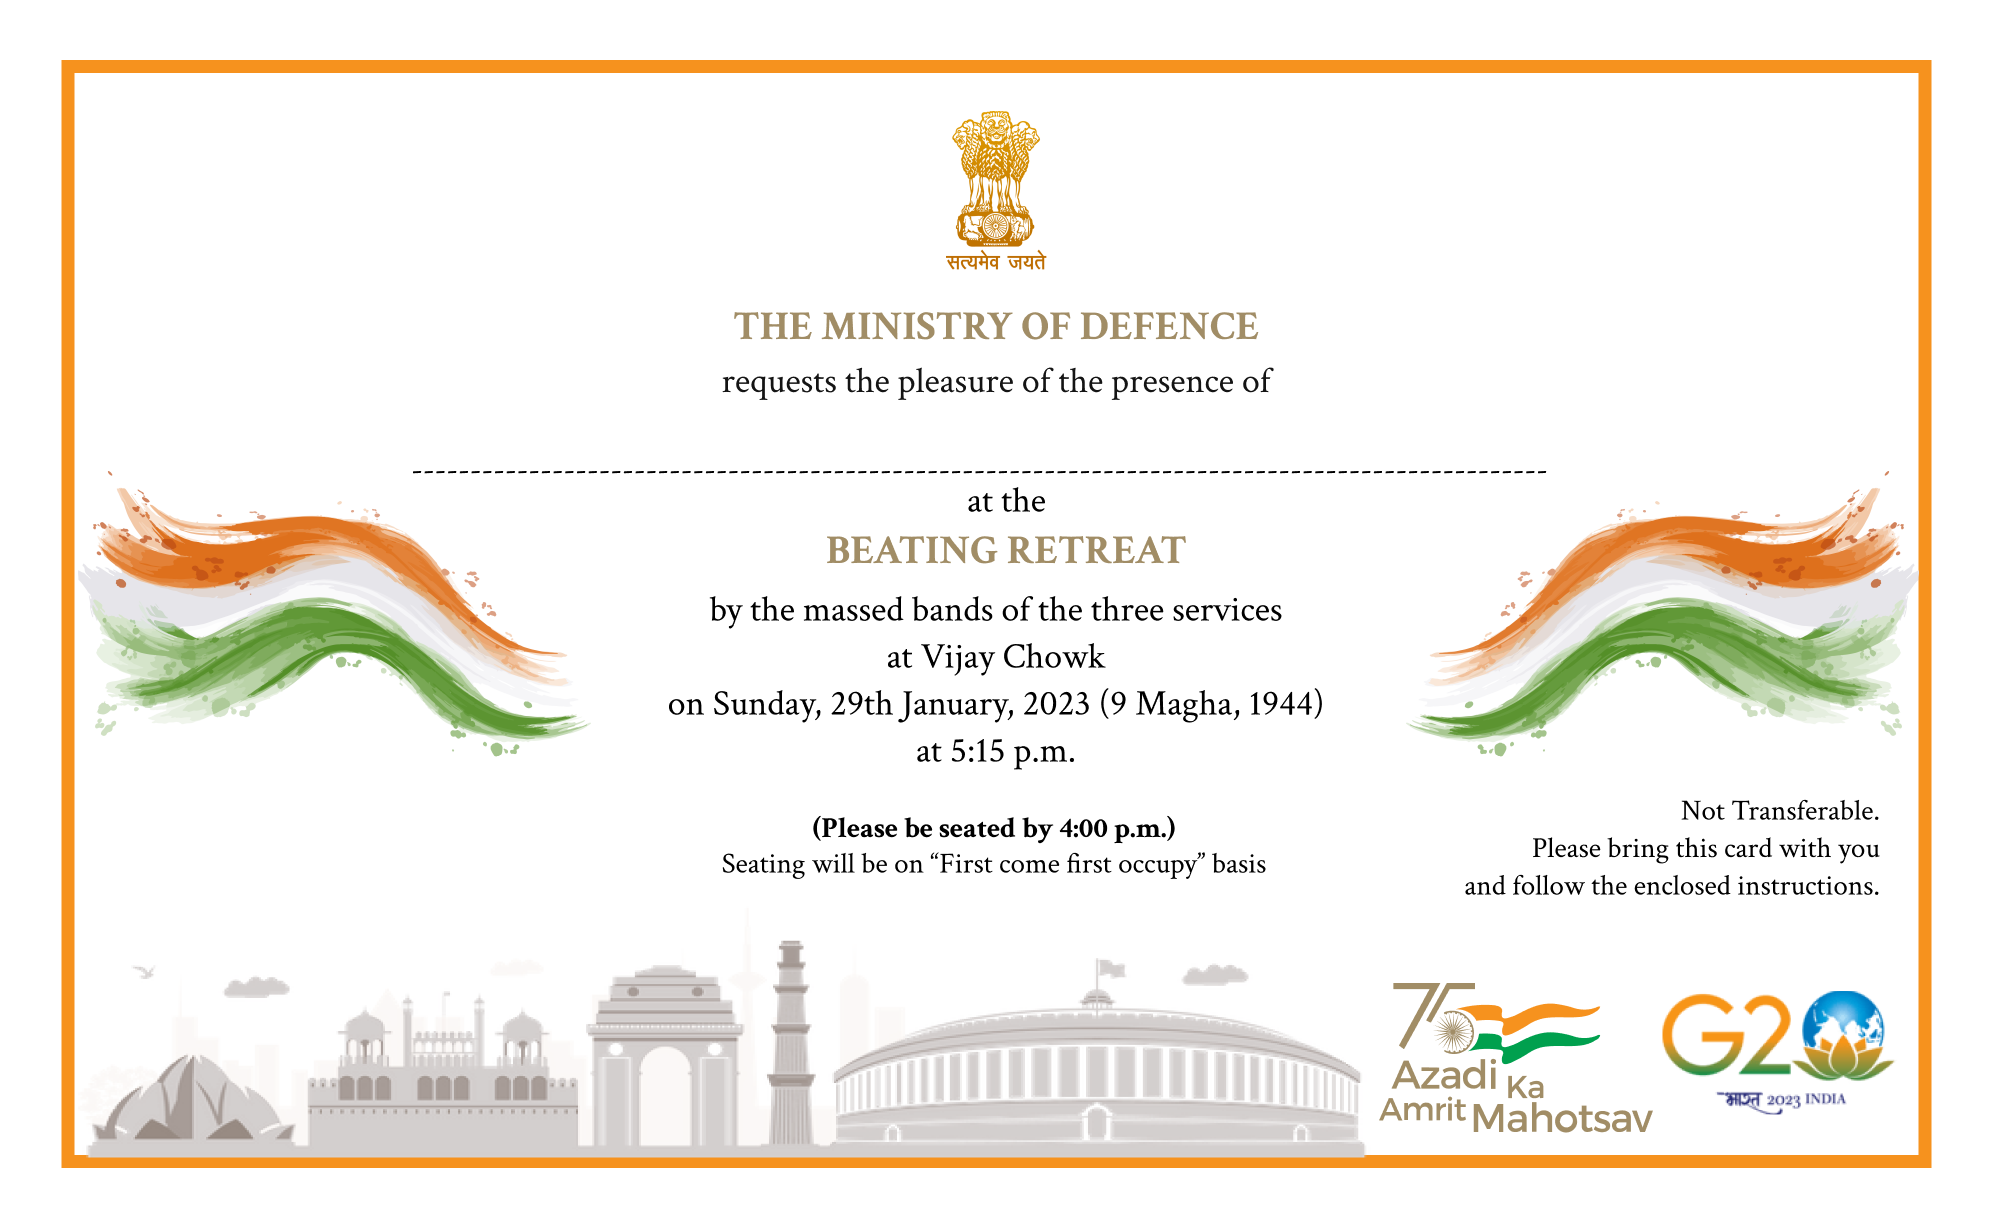 सत्यमेव जयते
THE MINISTRY OF DEFENCE
requests the pleasure of the presence of
at the
BEATING RETREAT
by the massed bands of the three services
at Vijay Chowk
on Sunday, 29th January, 2023 (9 Magha, 1944)
at 5:15 p.m.
(Please be seated by 4:00 p.m.)
Seating will be on “First come first occupy” basis
Not Transferable.
Please bring this card with you
and follow the enclosed instructions.
75
Azadi Ka
Amrit Mahotsav
G20
भारत 2023 INDIA